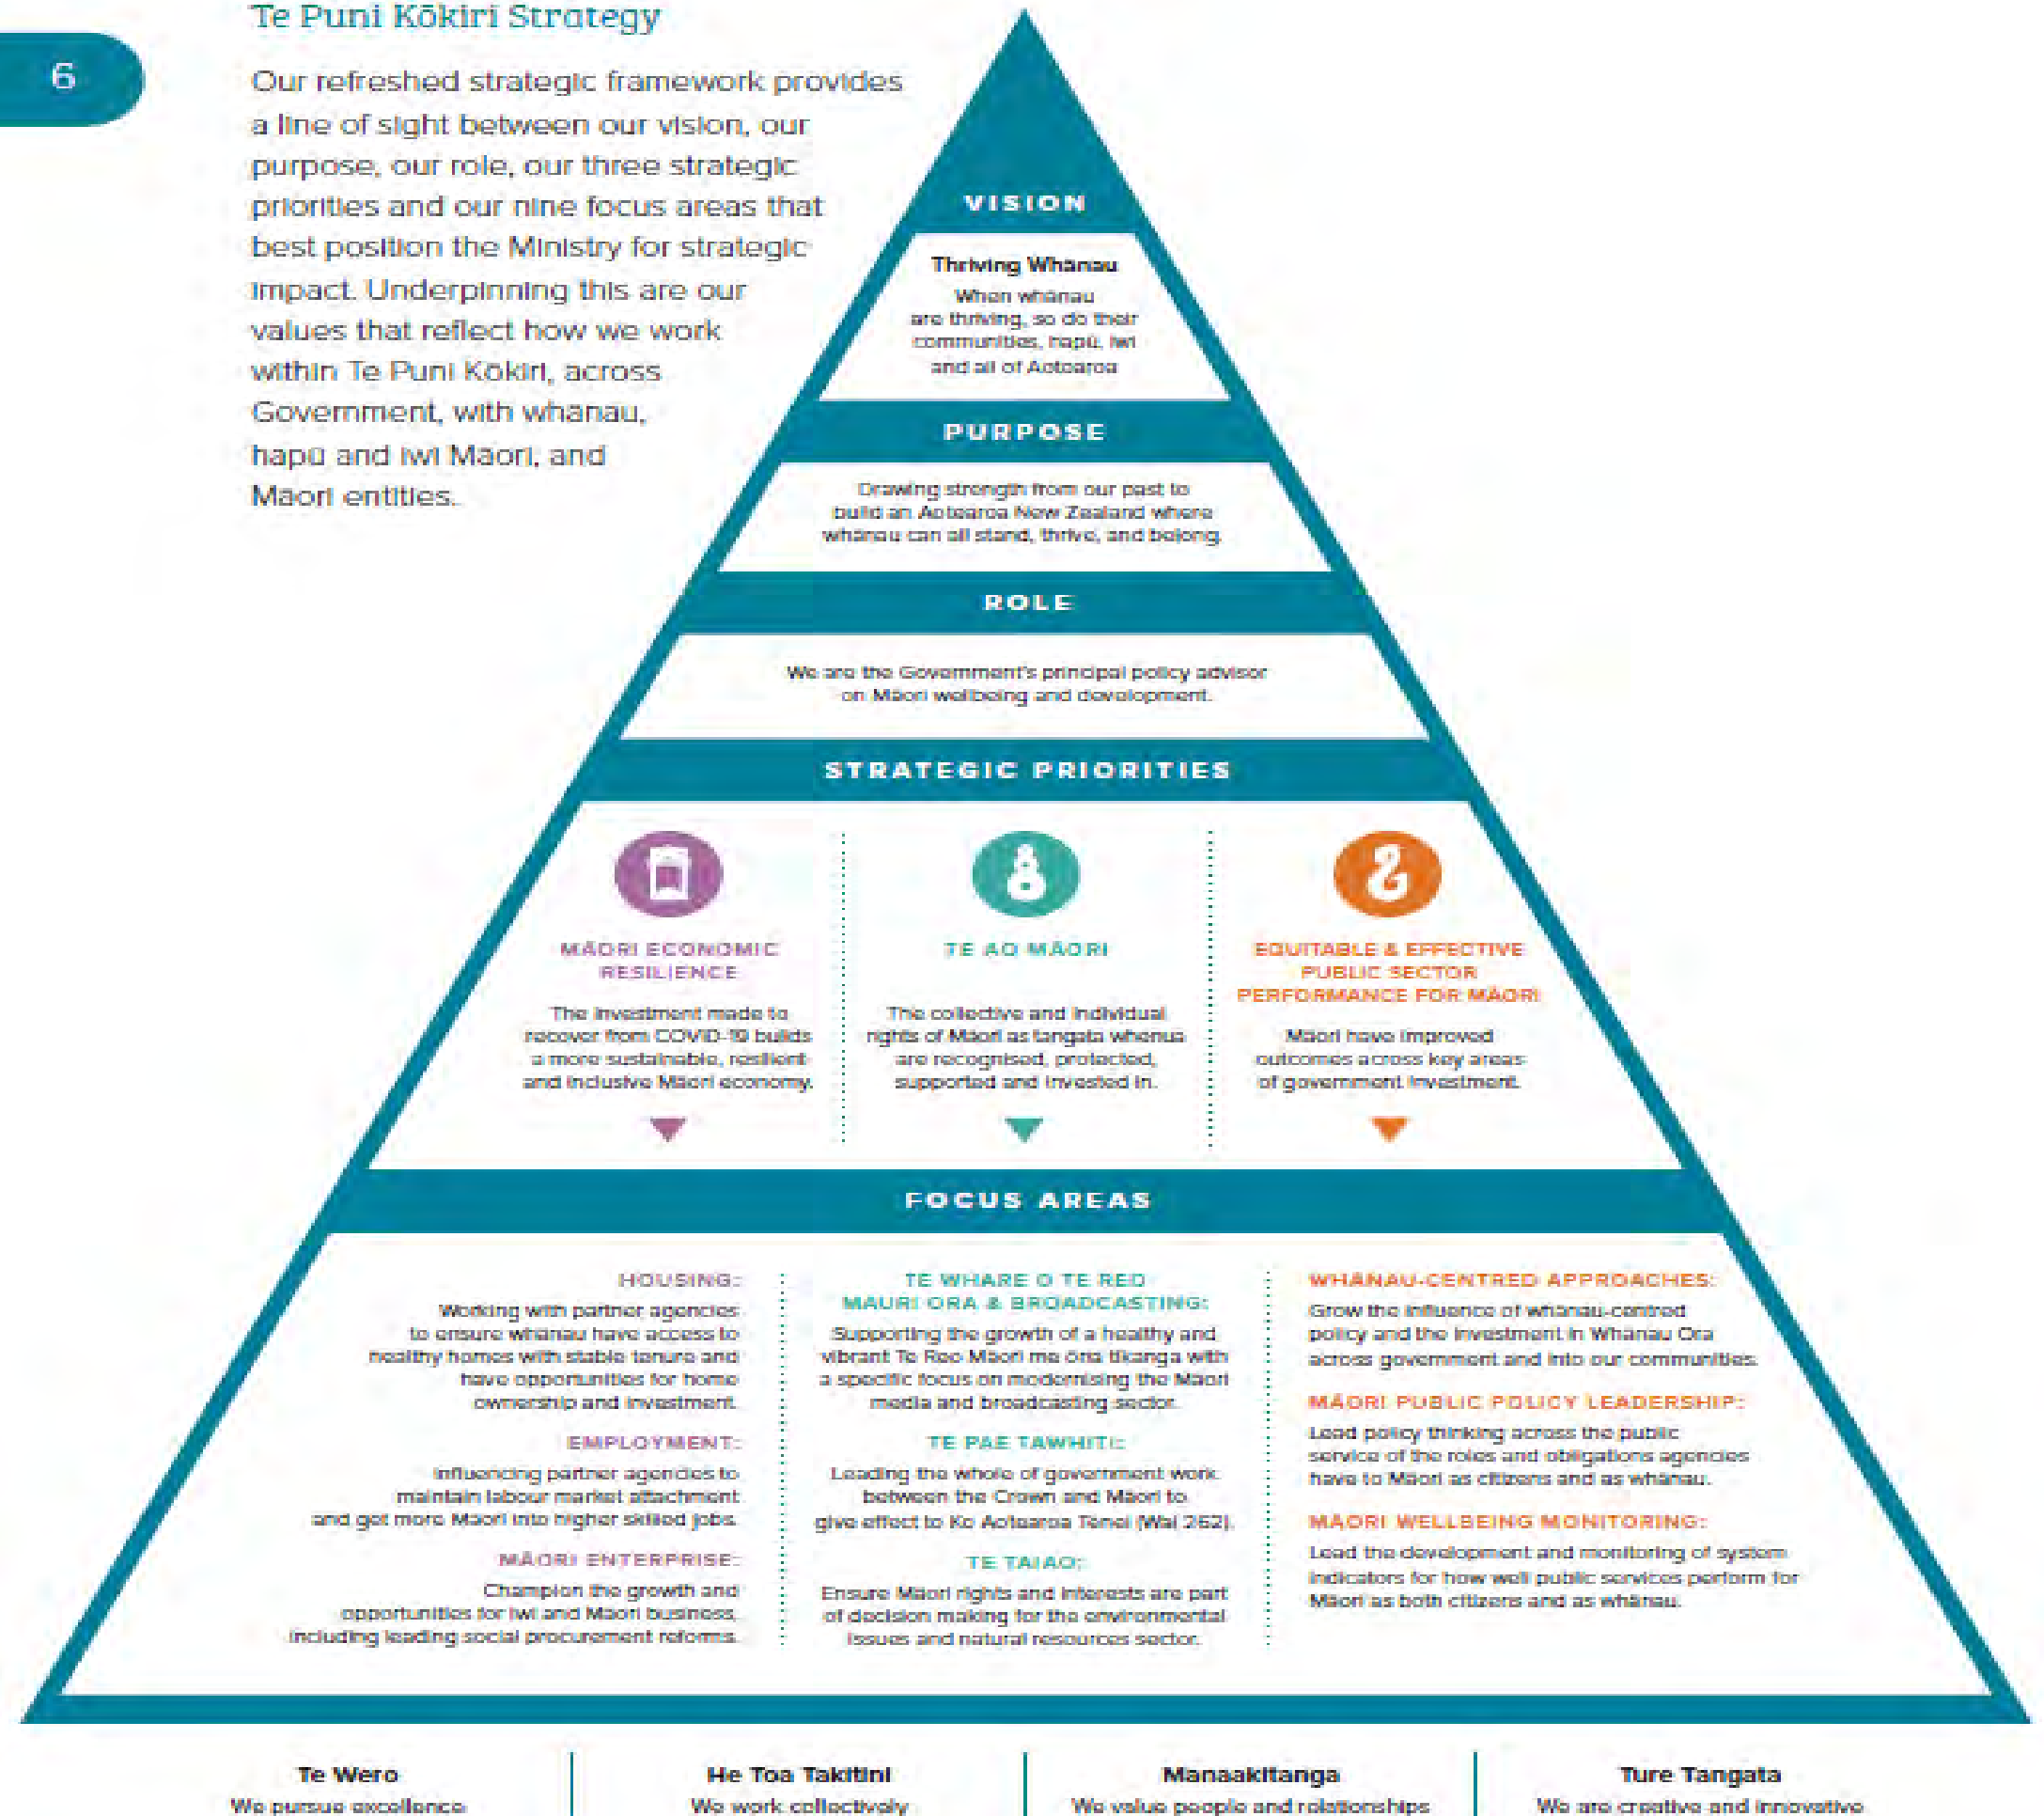 6
Te Puni Kōkiri Strategy
Our refreshed strategic framework provides
a line of sight between our vision, our
purpose, our role, our three strategic
priorities and our nine focus areas that
best position the Ministry for strategic
impact. Underpinning this are our
values that reflect how we work
within Te Puni Kōkiri, across
Government, with whānau,
hapū and iwi Māori, and
Māori entities.
VISION
Thriving Whānau
When whānau
are thriving, so do their
communities, hapū, iwi
and all of Aotearoa
PURPOSE
Drawing strength from our past to
build an Aotearoa New Zealand where
whānau can all stand, thrive, and belong.
ROLE
We are the Government's principal policy advisor
on Māori wellbeing and development.
STRATEGIC PRIORITIES
MĀORI ECONOMIC
RESILIENCE
The investment made to
recover from COVID-19 builds
a more sustainable, resilient
and inclusive Māori economy.
TE AO MĀORI
The collective and individual
rights of Māori as tangata whenua
are recognised, protected,
supported and invested in.
EQUITABLE & EFFECTIVE
PUBLIC SECTOR
PERFORMANCE FOR MĀORI
Māori have improved
outcomes across key areas
of government investment.
FOCUS AREAS
HOUSING:
Working with partner agencies
to ensure whānau have access to
healthy homes with stable tenure and
have opportunities for home
ownership and investment.
EMPLOYMENT:
Influencing partner agencies to
maintain labour market attachment
and get more Māori into higher skilled jobs.
MĀORI ENTERPRISE:
Champion the growth and
opportunities for iwi and Māori business,
including leading social procurement reforms.
TE WHARE O TE REO
MAURI ORA & BROADCASTING:
Supporting the growth of a healthy and
vibrant Te Reo Māori me ōna tikanga with
a specific focus on modernising the Māori
media and broadcasting sector.
TE PAE TAWHITI:
Leading the whole of government work
between the Crown and Māori to
give effect to Ko Aotearoa Tēnei (Wai 262).
TE TAIAO:
Ensure Māori rights and interests are part
of decision making for the environmental
issues and natural resources sector.
WHĀNAU-CENTRED APPROACHES:
Grow the influence of whānau-centred
policy and the investment in Whānau Ora
across government and into our communities.
MĀORI PUBLIC POLICY LEADERSHIP:
Lead policy thinking across the public
service of the roles and obligations agencies
have to Māori as citizens and as whānau.
MĀORI WELLBEING MONITORING:
Lead the development and monitoring of system
indicators for how well public services perform for
Māori as both citizens and as whānau.
Te Wero
We pursue excellence
He Toa Takitini
We work collectively
Manaakitanga
We value people and relationships
Ture Tangata
We are creative and innovative